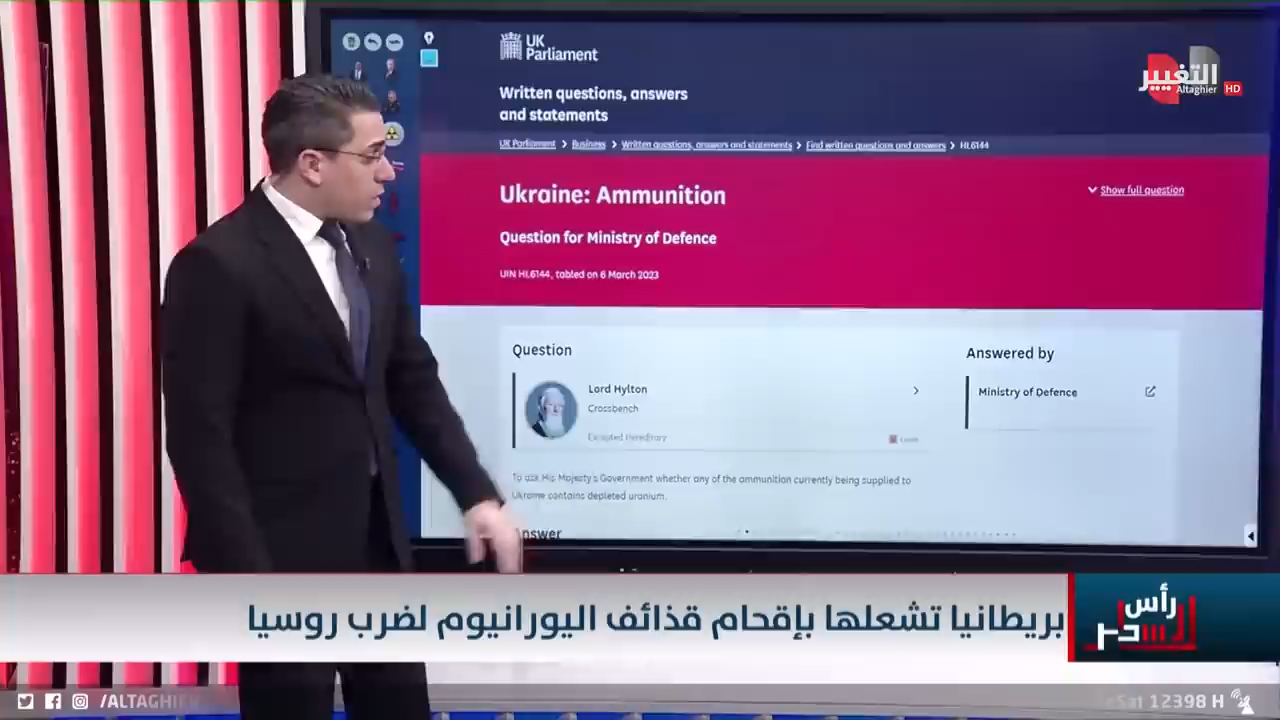 UK
Parliament
التغيير
Altaghier HD
Written questions, answers
and statements
UK Parliament > Business > Written questions, answers and statements > Find written questions and answers > HL6144
Ukraine: Ammunition
Show full question
Question for Ministry of Defence
UIN HL6144, tabled on 6 March 2023
Question
Answered by
Lord Hylton
Crossbench
Excepted Hereditary
Lords
Ministry of Defence
To ask His Majesty's Government whether any of the ammunition currently being supplied to
Ukraine contains depleted uranium.
nswer
بريطانيا تشعلها بإقحام قذائف اليورانيوم لضرب روسيا
رأس
السطر
/ALTAGHIE
Sat 12398 H